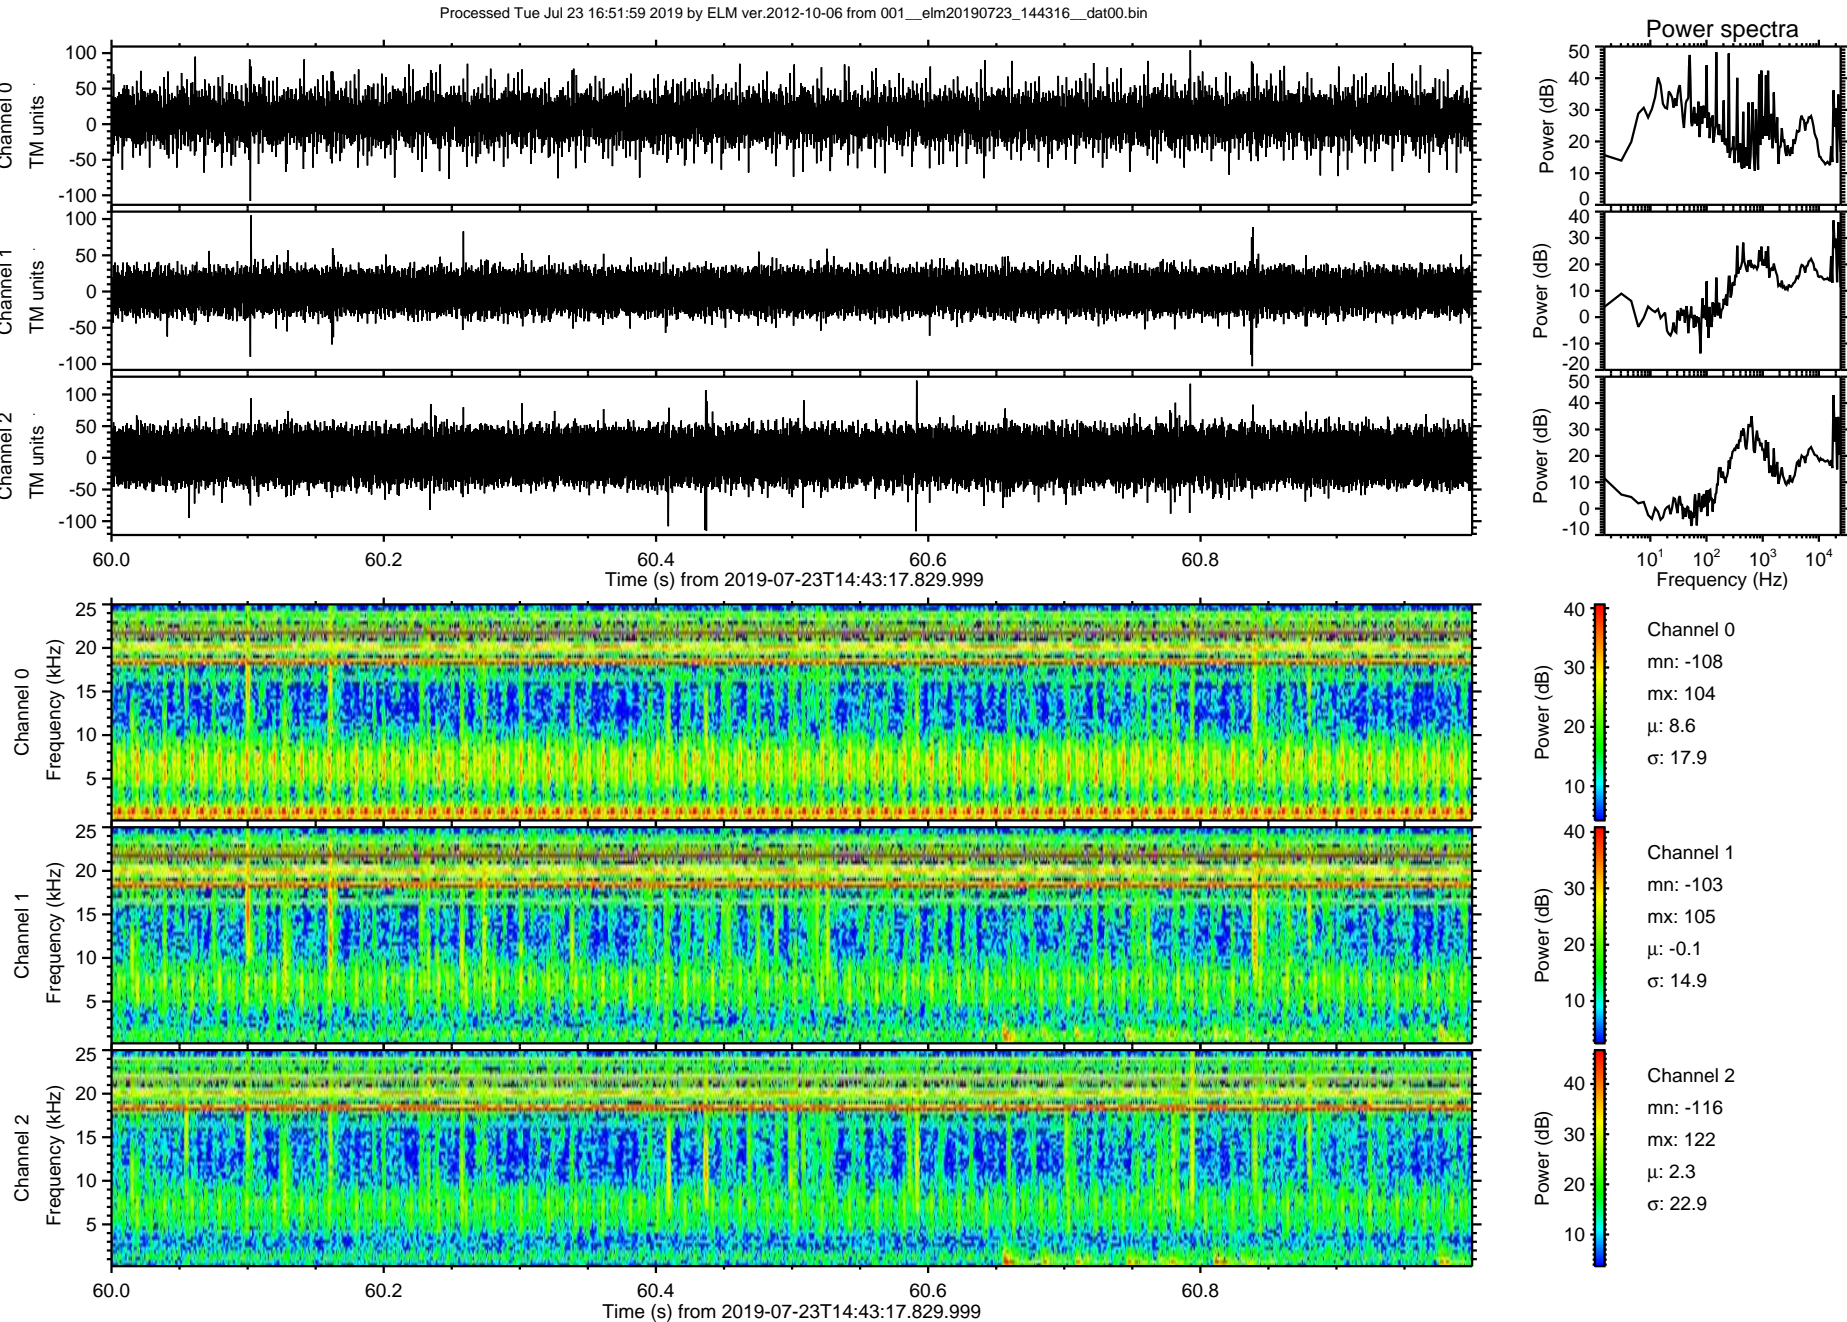 Processed Tue Jul 23 16:51:59 2019 by ELM ver.2012-10-06 from 001__elm20190723_144316__dat00.bin
Power spectra
Channel 0
TM units
100
50
0
-50
-100
Power (dB)
50
40
30
20
10
0
Channel 1
TM units
100
50
0
-50
-100
Power (dB)
40
30
20
10
0
-10
-20
Channel 2
TM units
100
50
0
-50
-100
Power (dB)
50
40
30
20
10
0
-10
60.0 60.2 60.4 60.6 60.8
Time (s) from 2019-07-23T14:43:17.829.999
10^1 10^2 10^3 10^4
Frequency (Hz)
Channel 0
Frequency (kHz)
25
20
15
10
5
Power (dB)
40
30
20
10
Channel 0
mn: -108
mx: 104
μ: 8.6
σ: 17.9
Channel 1
Frequency (kHz)
25
20
15
10
5
Power (dB)
40
30
20
10
Channel 1
mn: -103
mx: 105
μ: -0.1
σ: 14.9
Channel 2
Frequency (kHz)
25
20
15
10
5
Power (dB)
40
30
20
10
Channel 2
mn: -116
mx: 122
μ: 2.3
σ: 22.9
60.0 60.2 60.4 60.6 60.8
Time (s) from 2019-07-23T14:43:17.829.999